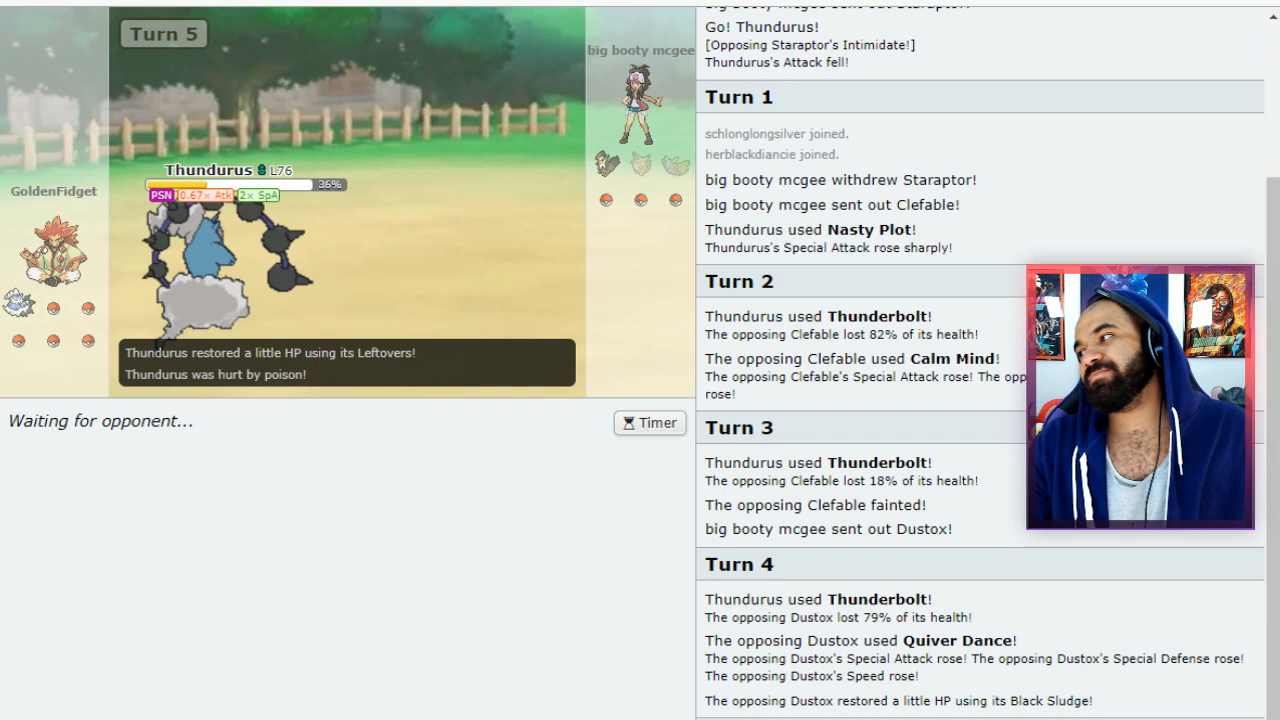 Turn 5
big booty mcgee
Thundurus L76
36%
PSN 0.67× Atk 2× SpA
GoldenFidget
Thundurus restored a little HP using its Leftovers!
Thundurus was hurt by poison!
Waiting for opponent...
Timer
big booty mcgee sent out Staraptor!
Go! Thundurus!
[Opposing Staraptor's Intimidate!]
Thundurus's Attack fell!
Turn 1
schlonglongsilver joined.
herblackdiancie joined.
big booty mcgee withdrew Staraptor!
big booty mcgee sent out Clefable!
Thundurus used Nasty Plot!
Thundurus's Special Attack rose sharply!
Turn 2
Thundurus used Thunderbolt!
The opposing Clefable lost 82% of its health!
The opposing Clefable used Calm Mind!
The opposing Clefable's Special Attack rose! The opp
rose!
Turn 3
Thundurus used Thunderbolt!
The opposing Clefable lost 18% of its health!
The opposing Clefable fainted!
big booty mcgee sent out Dustox!
Turn 4
Thundurus used Thunderbolt!
The opposing Dustox lost 79% of its health!
The opposing Dustox used Quiver Dance!
The opposing Dustox's Special Attack rose! The opposing Dustox's Special Defense rose!
The opposing Dustox's Speed rose!
The opposing Dustox restored a little HP using its Black Sludge!